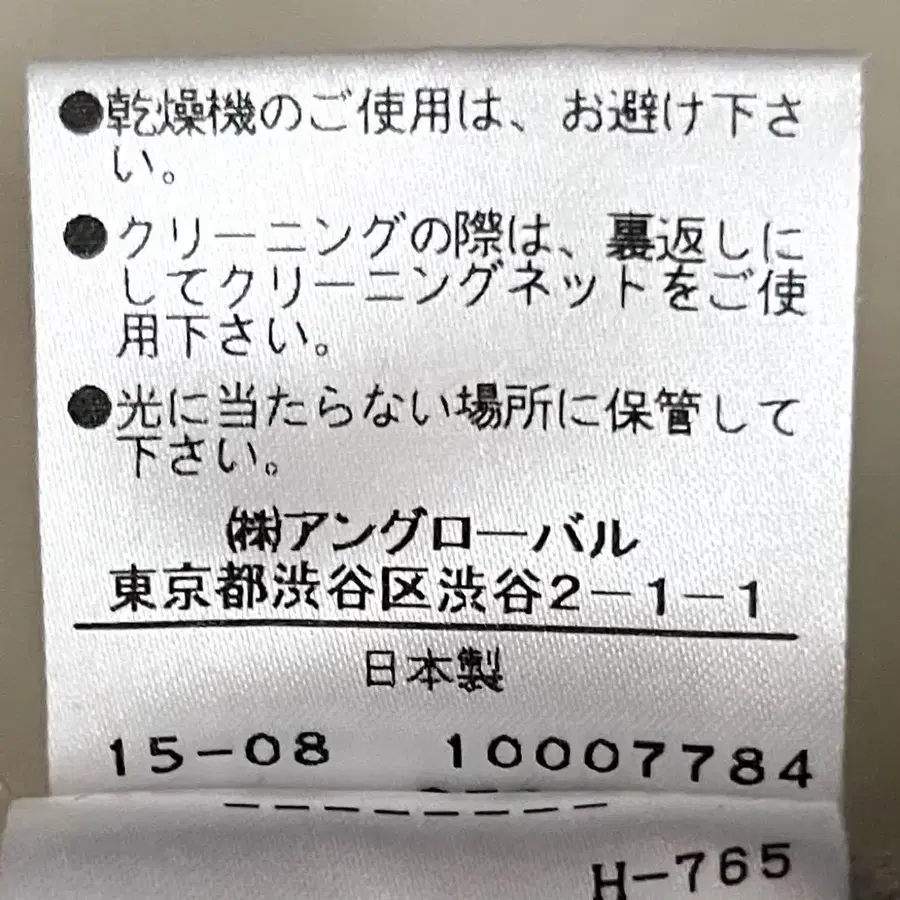 ●乾燥機のご使用は、お避け下さ
い。
●クリーニングの際は、裏返しに
してクリーニングネットをご使
用下さい。
●光に当たらない場所に保管して
下さい。
㈱アングローバル
東京都渋谷区渋谷2-1-1
日本製
15-08 10007784
H-765